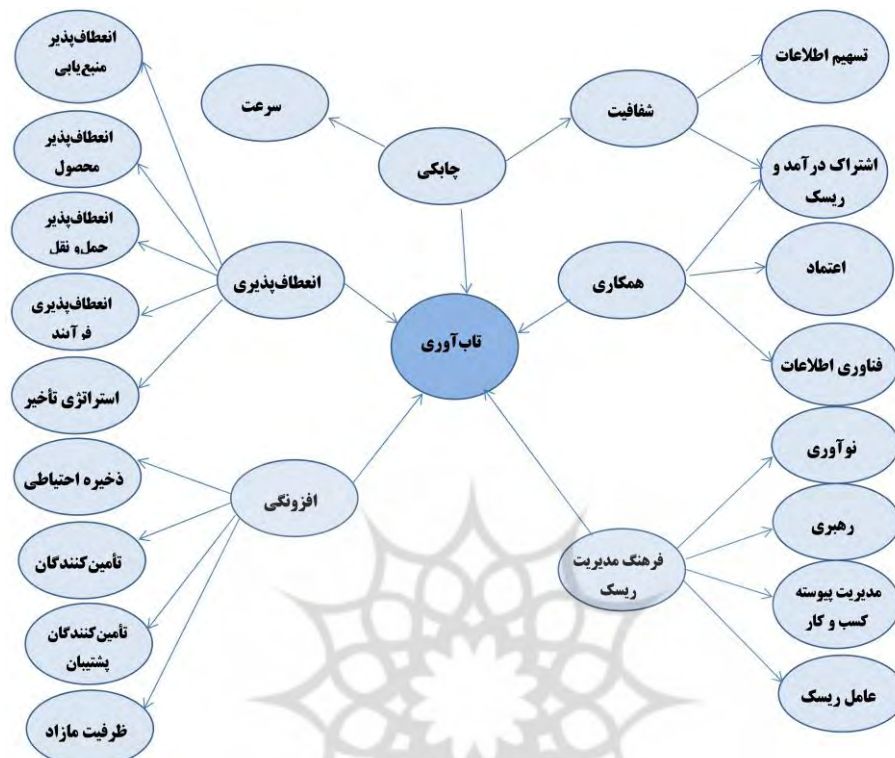 انعطاف‌پذیر
منبع‌یابی
تسهیم اطلاعات
سرعت
شفافیت
انعطاف‌پذیر
محصول
چابکی
اشتراک درآمد و
ریسک
انعطاف‌پذیر
حمل و نقل
انعطاف‌پذیری
همکاری
اعتماد
انعطاف‌پذیری
فرآیند
تاب‌آوری
فناوری اطلاعات
استراتژی تأخیر
نوآوری
ذخیره احتیاطی
افزونگی
رهبری
تأمین‌کنندگان
فرهنگ مدیریت
ریسک
مدیریت پیوسته
کسب و کار
تأمین‌کنندگان
پشتیبان
عامل ریسک
ظرفیت مازاد